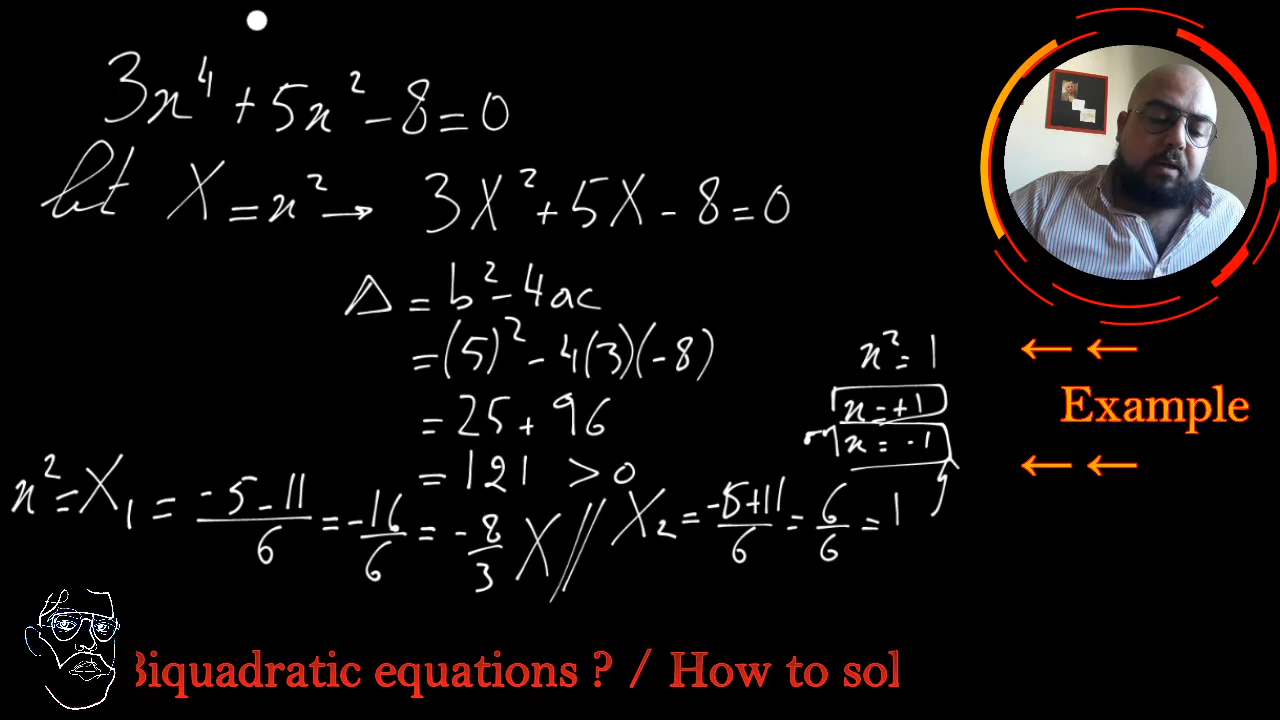 3x⁴ + 5x² - 8 = 0
let X = x² → 3X² + 5X - 8 = 0
Δ = b² - 4ac
= (5)² - 4(3)(-8)
= 25 + 96
= 121 > 0
x² = X₁ = (-5-11)/6 = -16/6 = -8/3 X // X₂ = (-5+11)/6 = 6/6 = 1
x² = 1
x = +1
or x = -1
← ←
Example
← ←
Biquadratic equations ? / How to sol